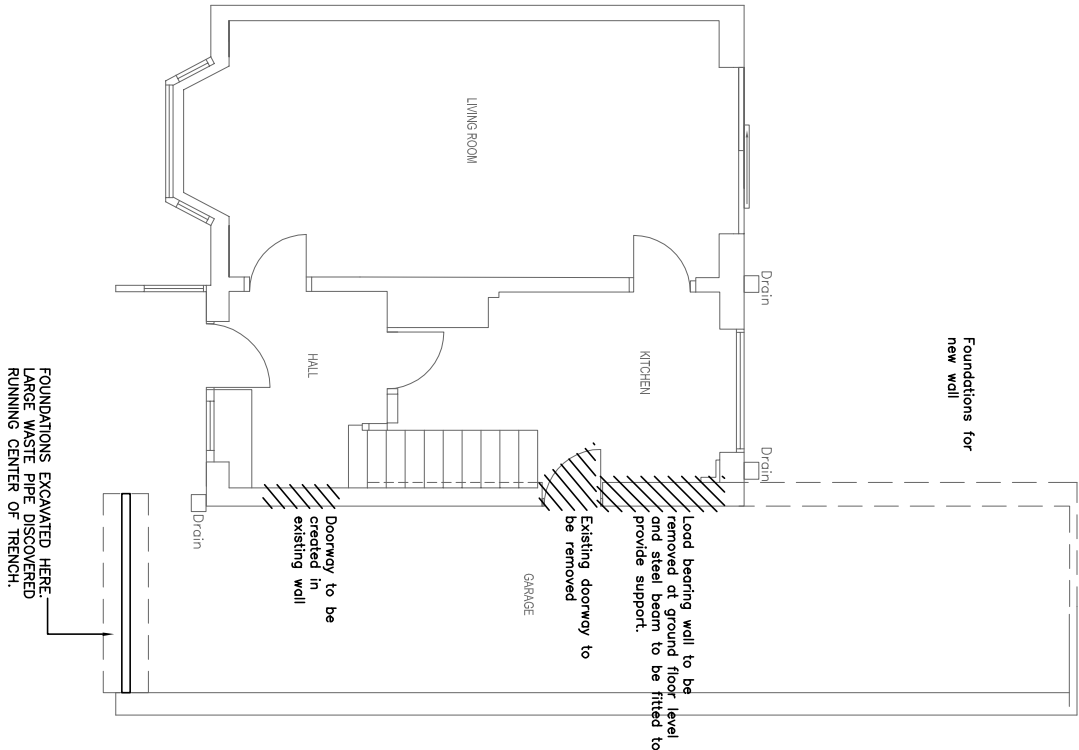 LIVING ROOM
Drain
Foundations for
new wall
HALL
KITCHEN
Drain
FOUNDATIONS EXCAVATED HERE.
LARGE WASTE PIPE DISCOVERED
RUNNING CENTER OF TRENCH.
Drain
Doorway to be
created in
existing wall
Existing doorway to
be removed
Load bearing wall to be
removed at ground floor level
and steel beam to be fitted to
provide support.
GARAGE